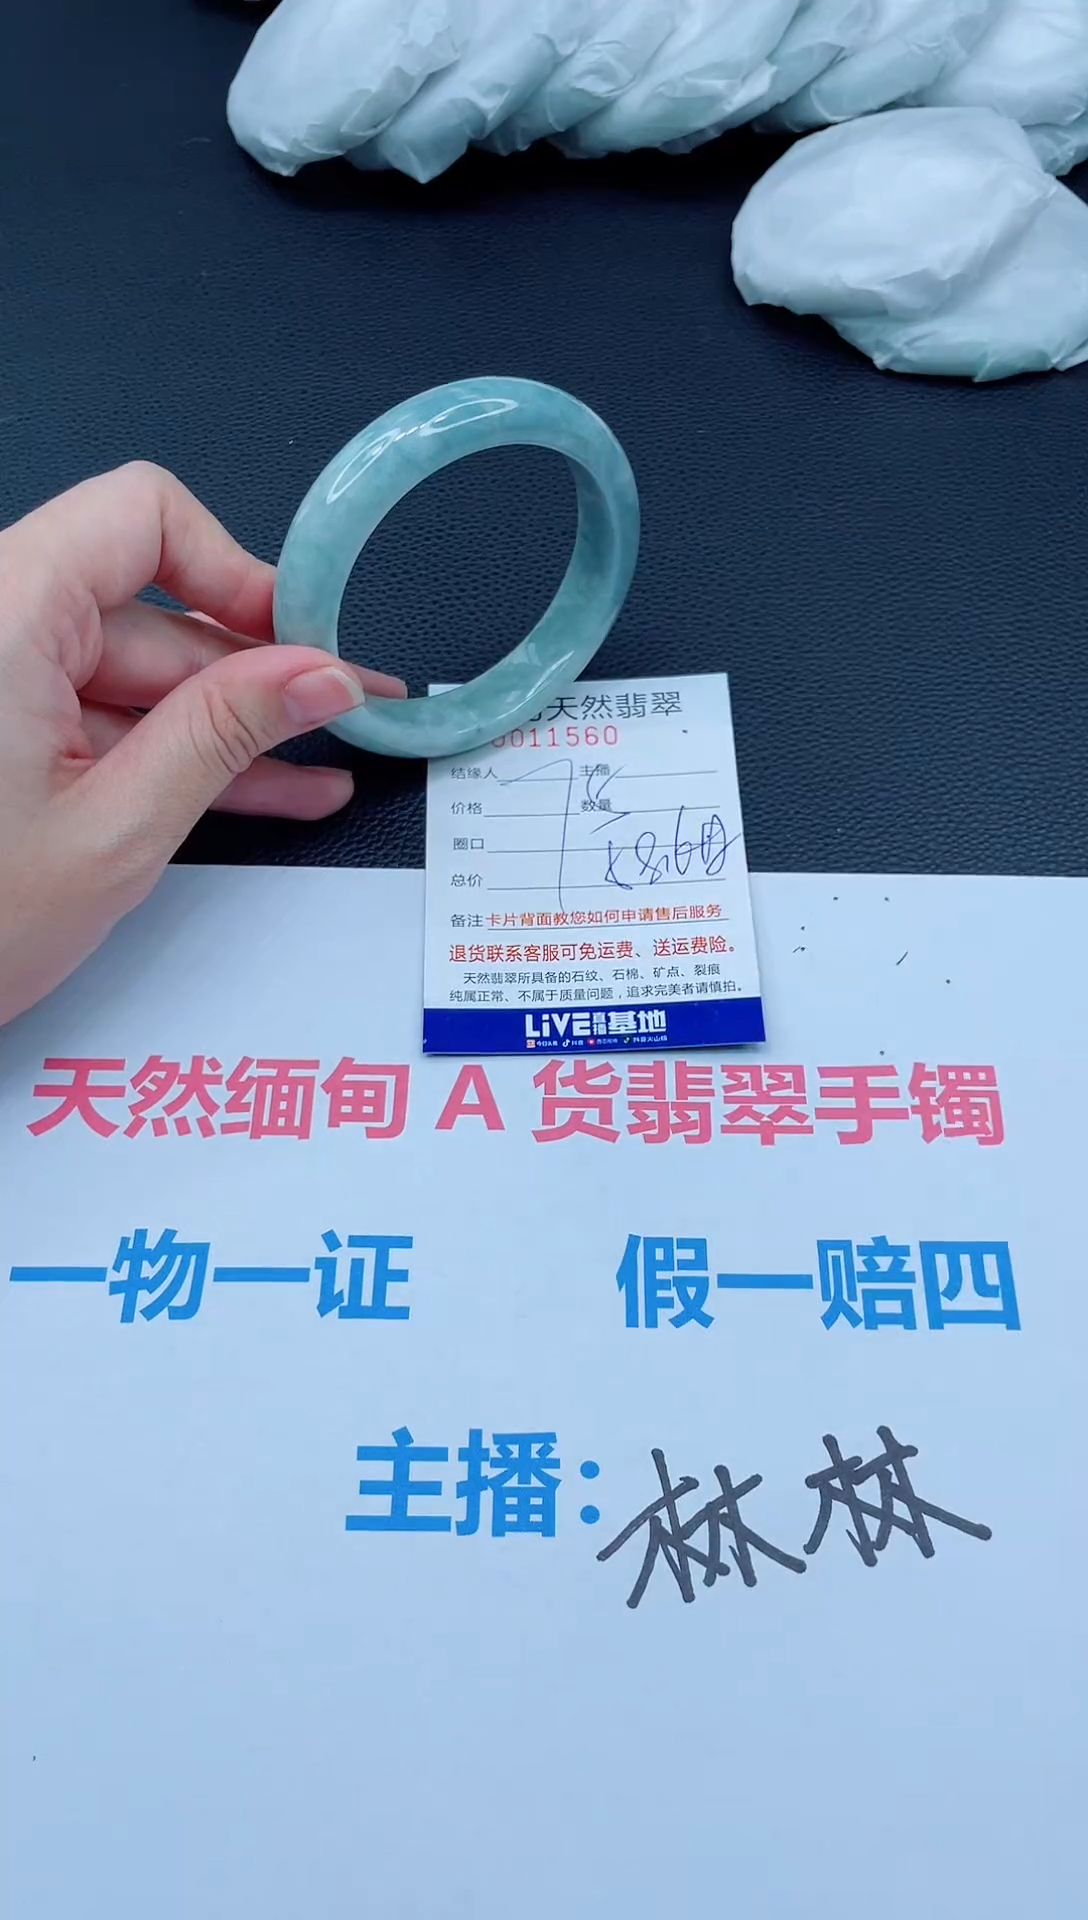 天然翡翠
0011560
结缘人 主播
价格 数量
圈口
总价
备注 卡片背面教您如何申请售后服务
退货联系客服可免运费、送运费险。
天然翡翠所具备的石纹、石棉、矿点、裂痕
纯属正常、不属于质量问题，追求完美者请慎拍。
LiVE直播基地
天然缅甸 A 货翡翠手镯
一物一证 假一赔四
主播：林林